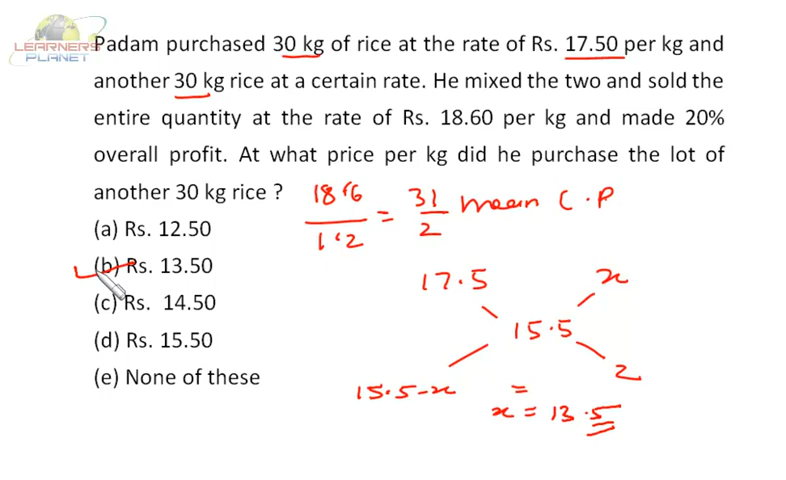 LEARNERS
PLANET
Padam purchased 30 kg of rice at the rate of Rs. 17.50 per kg and
another 30 kg rice at a certain rate. He mixed the two and sold the
entire quantity at the rate of Rs. 18.60 per kg and made 20%
overall profit. At what price per kg did he purchase the lot of
another 30 kg rice ?
18.6 / 1.2 = 31 / 2 mean C.P
(a) Rs. 12.50
(b) Rs. 13.50
(c) Rs. 14.50
(d) Rs. 15.50
(e) None of these
17.5 x
15.5
15.5-x = 2
x = 13.5